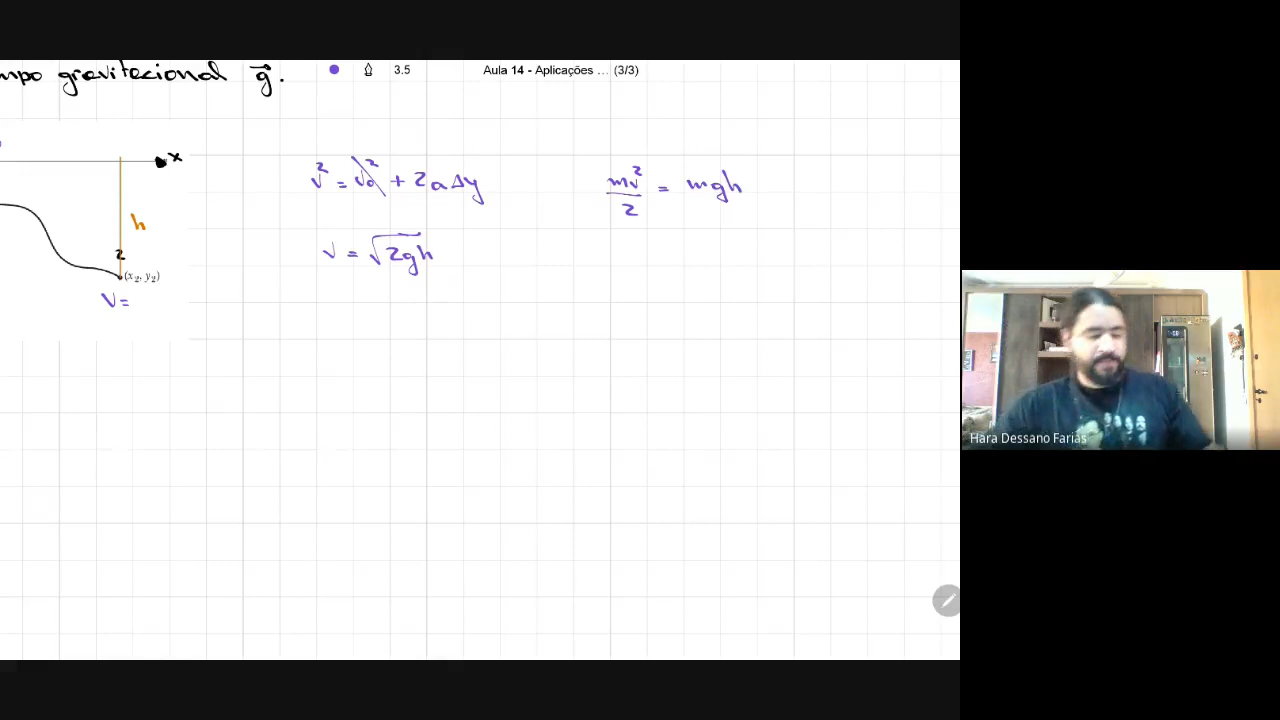 gravitacional g⃗.
3.5
Aula 14 - Aplicações ... (3/3)
x
v² = v₀² + 2aΔy
mv²/2 = mgh
h
v = √2gh
2
(x₂, y₂)
v =
Hara Dessano Farias